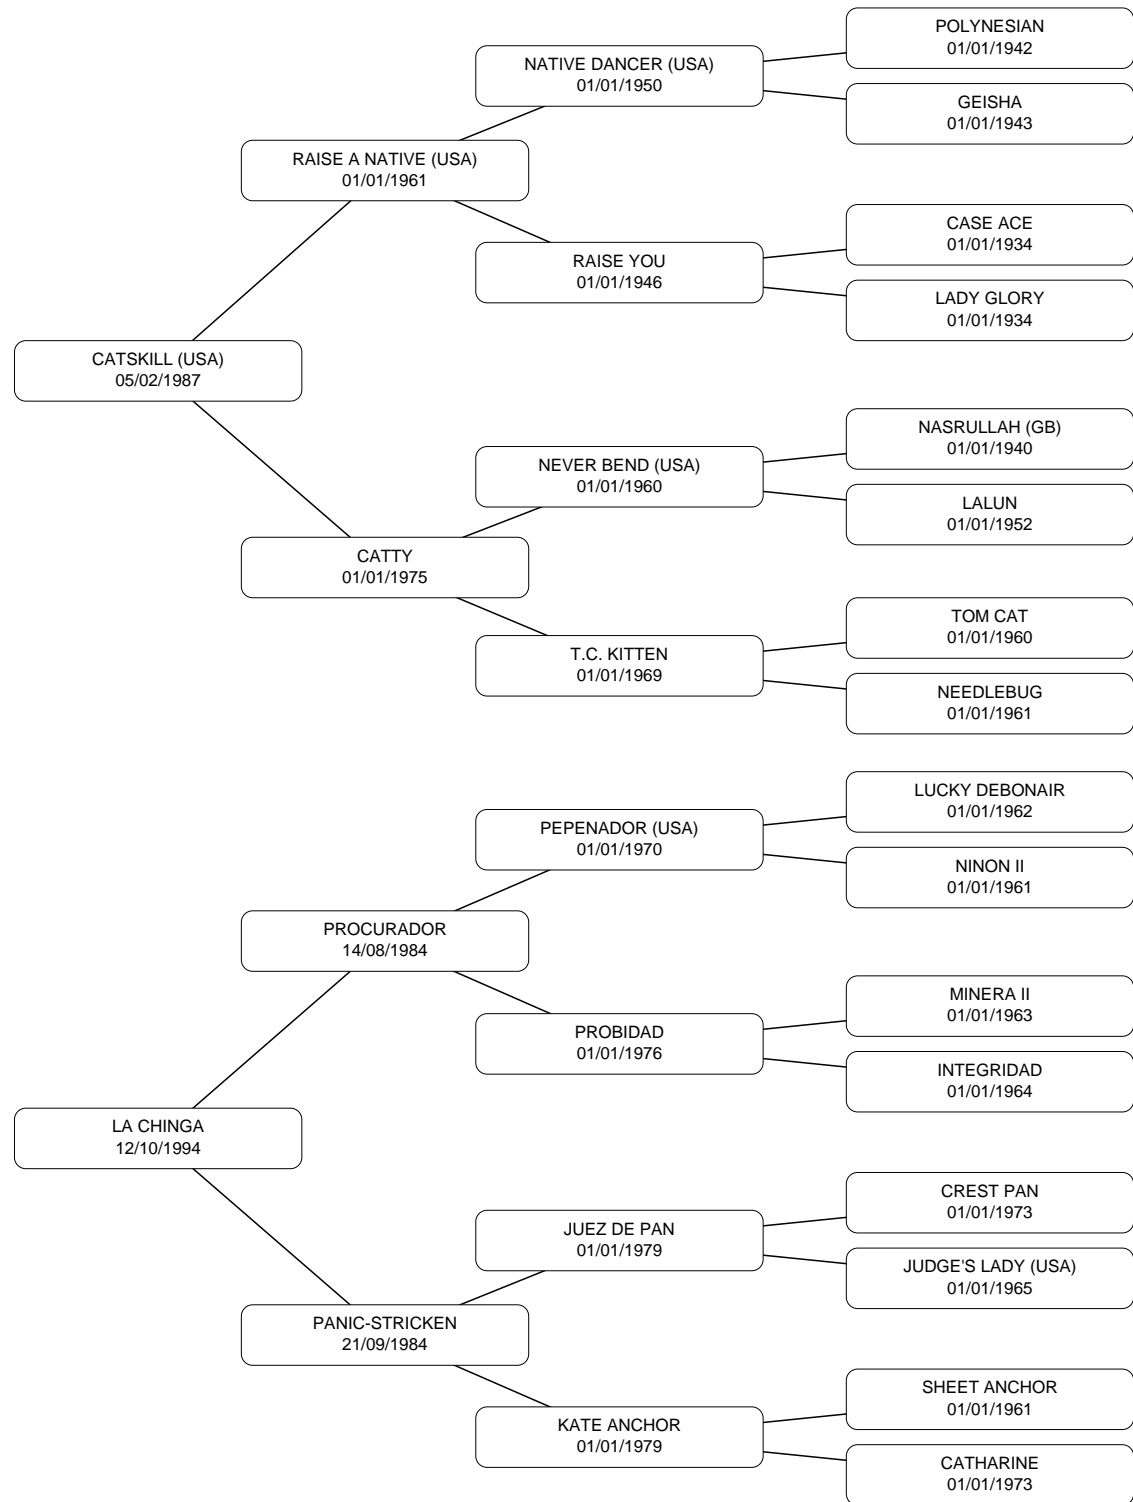 POLYNESIAN
01/01/1942
NATIVE DANCER (USA)
01/01/1950
GEISHA
01/01/1943
RAISE A NATIVE (USA)
01/01/1961
CASE ACE
01/01/1934
RAISE YOU
01/01/1946
LADY GLORY
01/01/1934
CATSKILL (USA)
05/02/1987
NASRULLAH (GB)
01/01/1940
NEVER BEND (USA)
01/01/1960
LALUN
01/01/1952
CATTY
01/01/1975
TOM CAT
01/01/1960
T.C. KITTEN
01/01/1969
NEEDLEBUG
01/01/1961
LUCKY DEBONAIR
01/01/1962
PEPENADOR (USA)
01/01/1970
NINON II
01/01/1961
PROCURADOR
14/08/1984
MINERA II
01/01/1963
PROBIDAD
01/01/1976
INTEGRIDAD
01/01/1964
LA CHINGA
12/10/1994
CREST PAN
01/01/1973
JUEZ DE PAN
01/01/1979
JUDGE'S LADY (USA)
01/01/1965
PANIC-STRICKEN
21/09/1984
SHEET ANCHOR
01/01/1961
KATE ANCHOR
01/01/1979
CATHARINE
01/01/1973